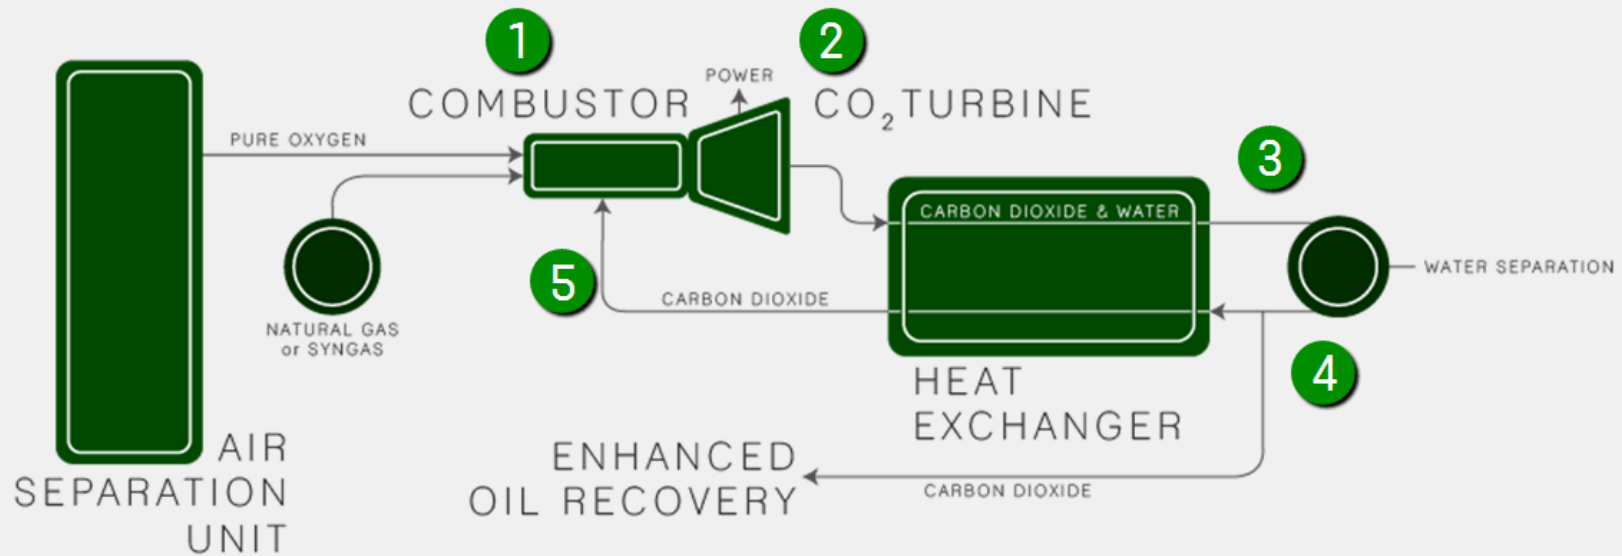 1
2
POWER
COMBUSTOR
CO2 TURBINE
PURE OXYGEN
3
CARBON DIOXIDE & WATER
5
WATER SEPARATION
CARBON DIOXIDE
NATURAL GAS
or SYNGAS
4
HEAT
EXCHANGER
AIR
SEPARATION
UNIT
ENHANCED
OIL RECOVERY
CARBON DIOXIDE